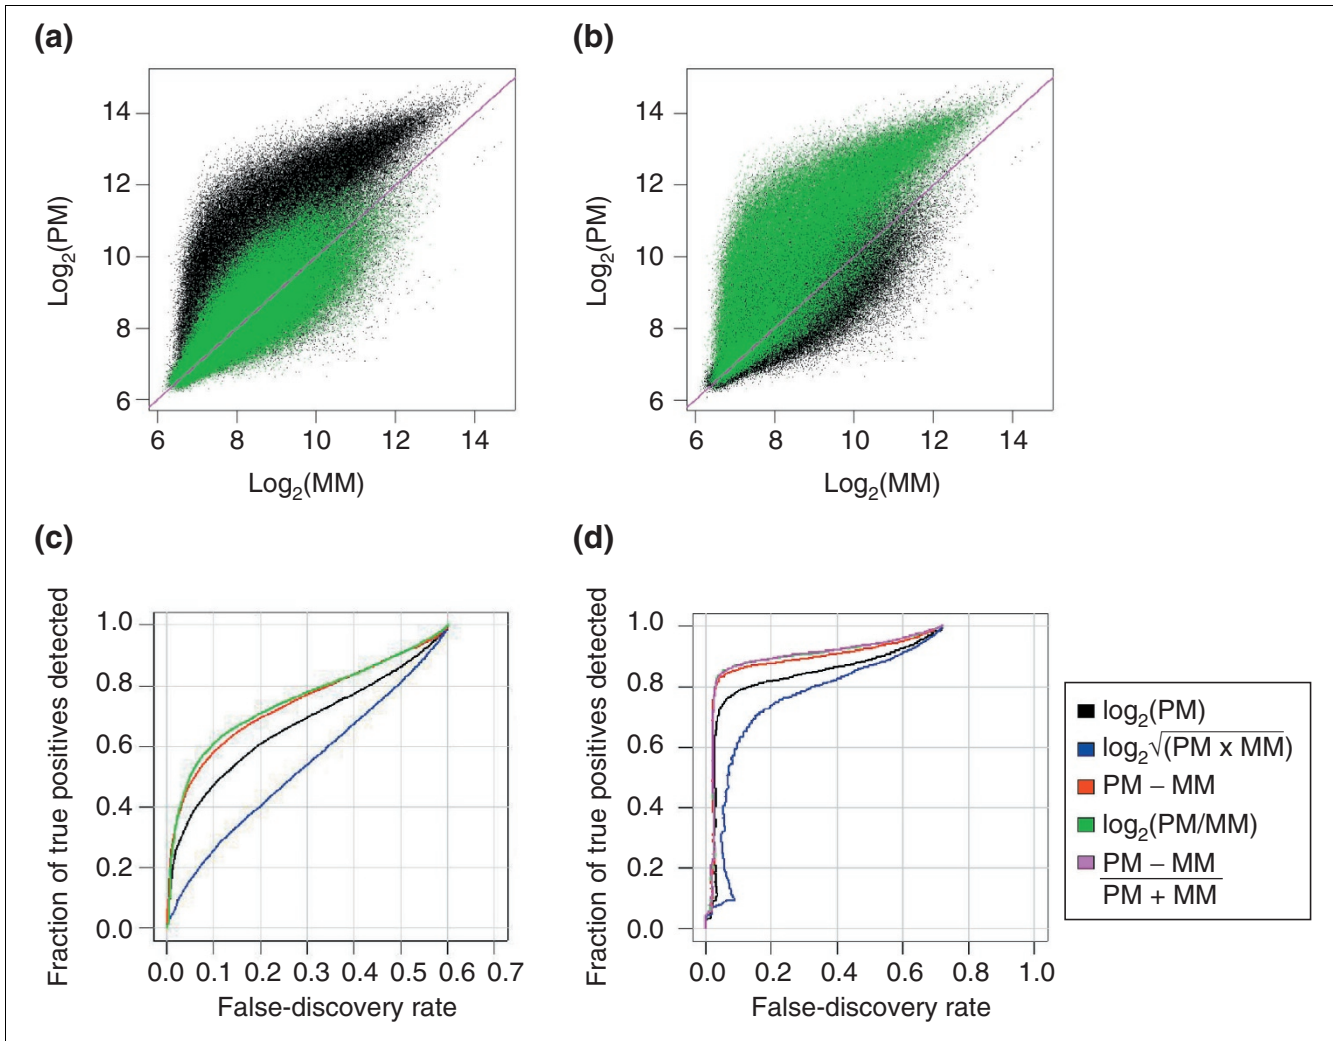 (a)
(b)
Log2(PM)
14
12
10
8
6
6 8 10 12 14
Log2(MM)
Log2(PM)
14
12
10
8
6
6 8 10 12 14
Log2(MM)
(c)
(d)
Fraction of true positives detected
1.0
0.8
0.6
0.4
0.2
0.0
0.0 0.1 0.2 0.3 0.4 0.5 0.6 0.7
False-discovery rate
Fraction of true positives detected
1.0
0.8
0.6
0.4
0.2
0.0
0.0 0.2 0.4 0.6 0.8 1.0
False-discovery rate
log2(PM)
log2√(PM x MM)
PM – MM
log2(PM/MM)
PM – MM
PM + MM